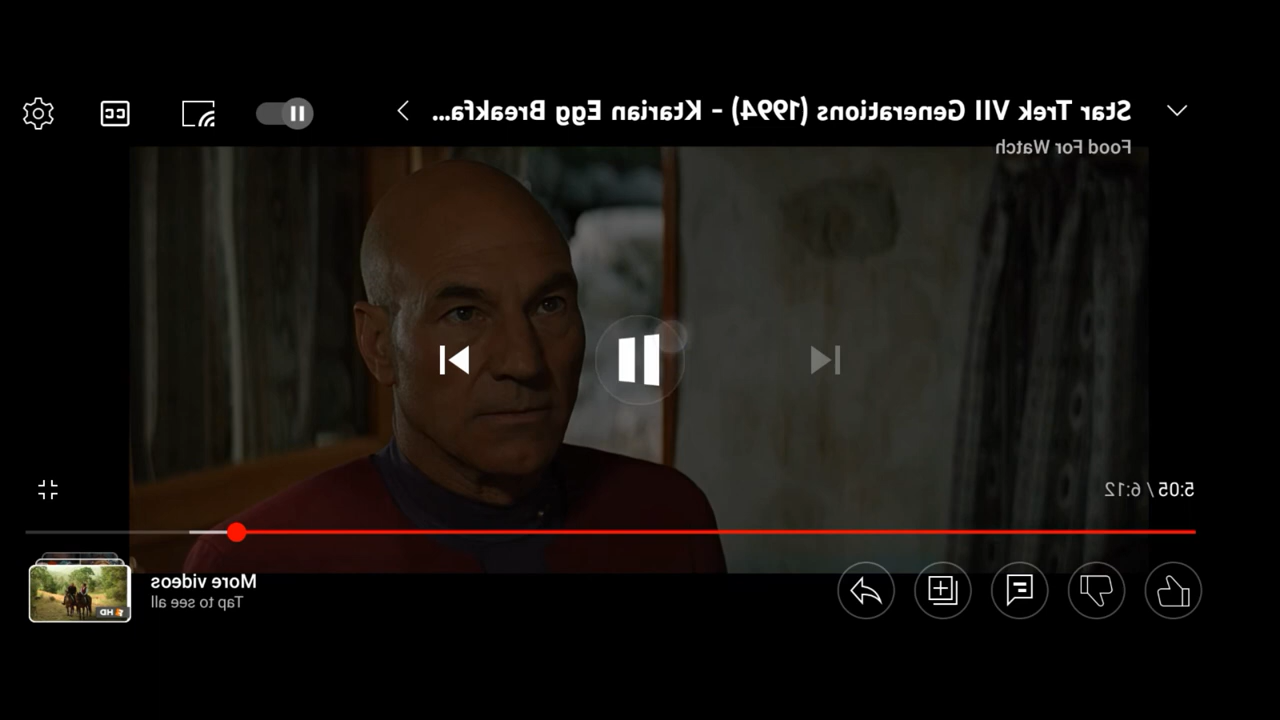 Star Trek VII Generations (1994) - Ktarian Egg Breakfa...
Food For Watch
CC
5:05 / 6:12
More videos
Tap to see all
HD